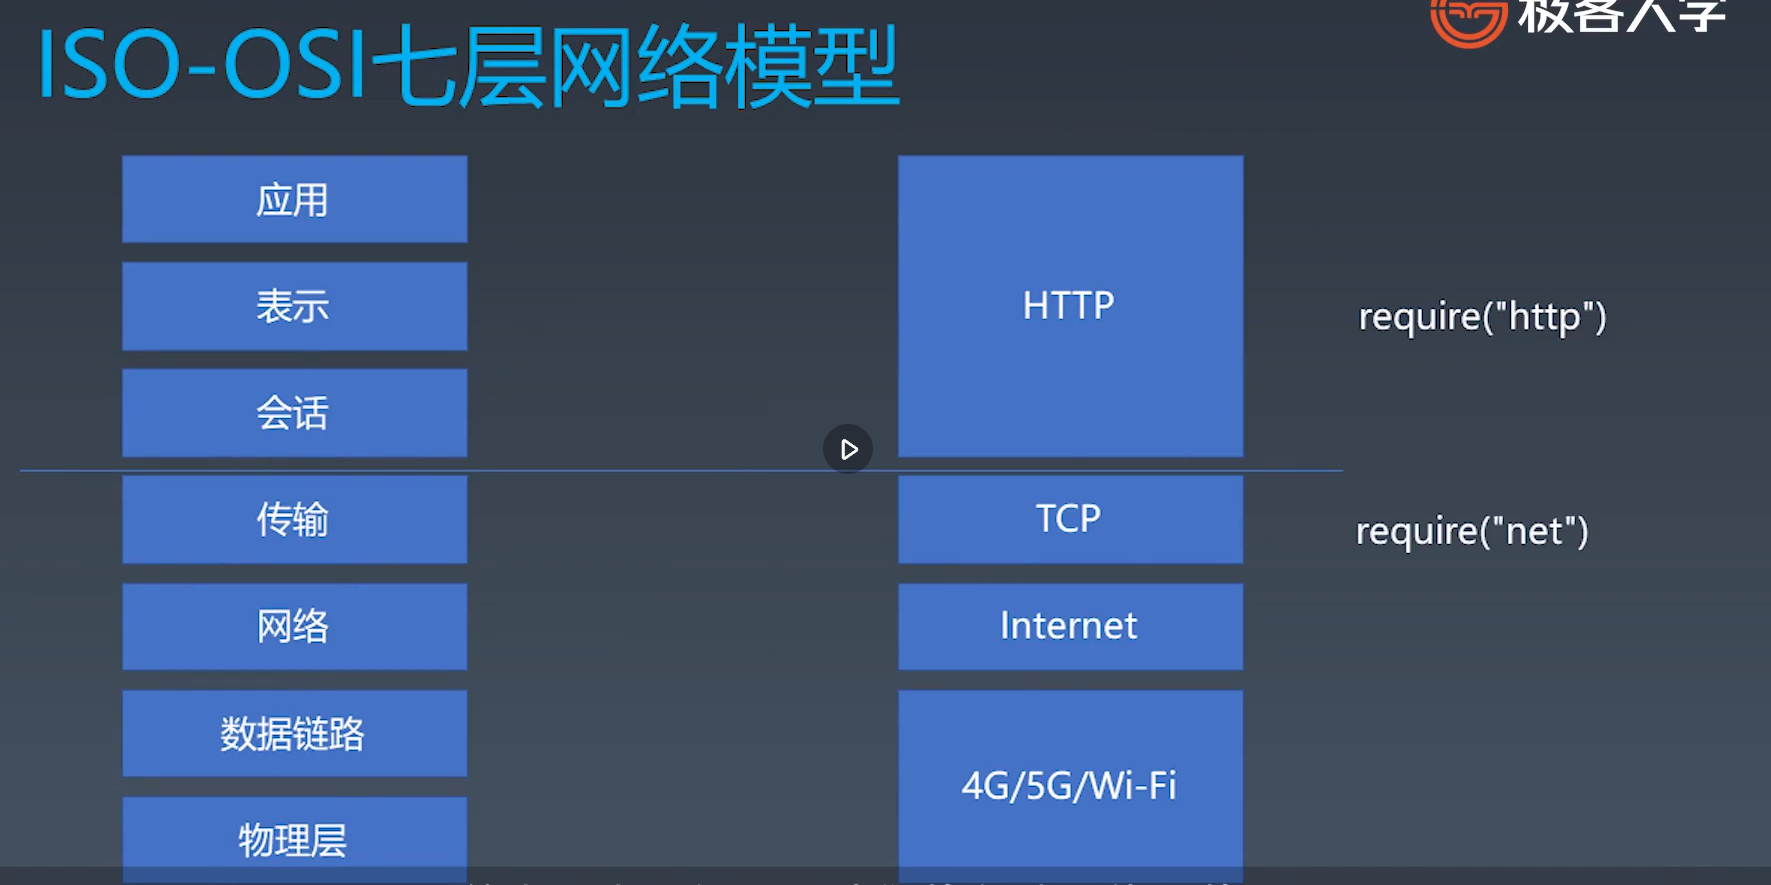 ISO-OSI七层网络模型
极客大学
应用
表示
会话
HTTP
require("http")
传输
TCP
require("net")
网络
Internet
数据链路
物理层
4G/5G/Wi-Fi